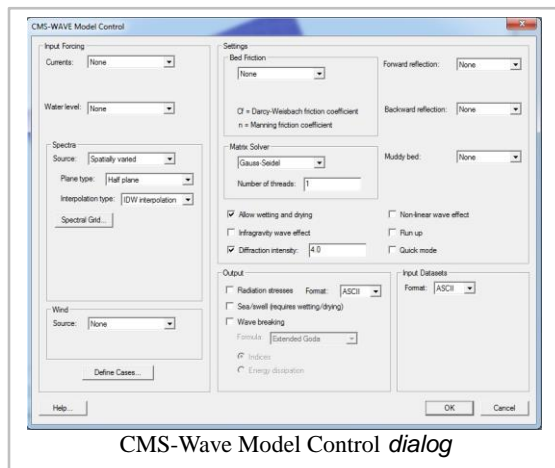 CMS-WAVE Model Control
Input Forcing
Currents: None
Water level: None
Spectra
Source: Spatially varied
Plane type: Half plane
Interpolation type: IDW interpolation
Spectral Grid...
Wind
Source: None
Define Cases...
Settings
Bed Friction
None
Cf = Darcy-Weisbach friction coefficient
n = Manning friction coefficient
Matrix Solver
Gauss-Seidel
Number of threads: 1
Forward reflection: None
Backward reflection: None
Muddy bed: None
Allow wetting and drying
Infragravity wave effect
Diffraction intensity: 4.0
Non-linear wave effect
Run up
Quick mode
Output
Radiation stresses Format: ASCII
Sea/swell (requires wetting/drying)
Wave breaking
Formula: Extended Goda
Indices
Energy dissipation
Input Datasets
Format: ASCII
Help...
OK
Cancel
CMS-Wave Model Control dialog